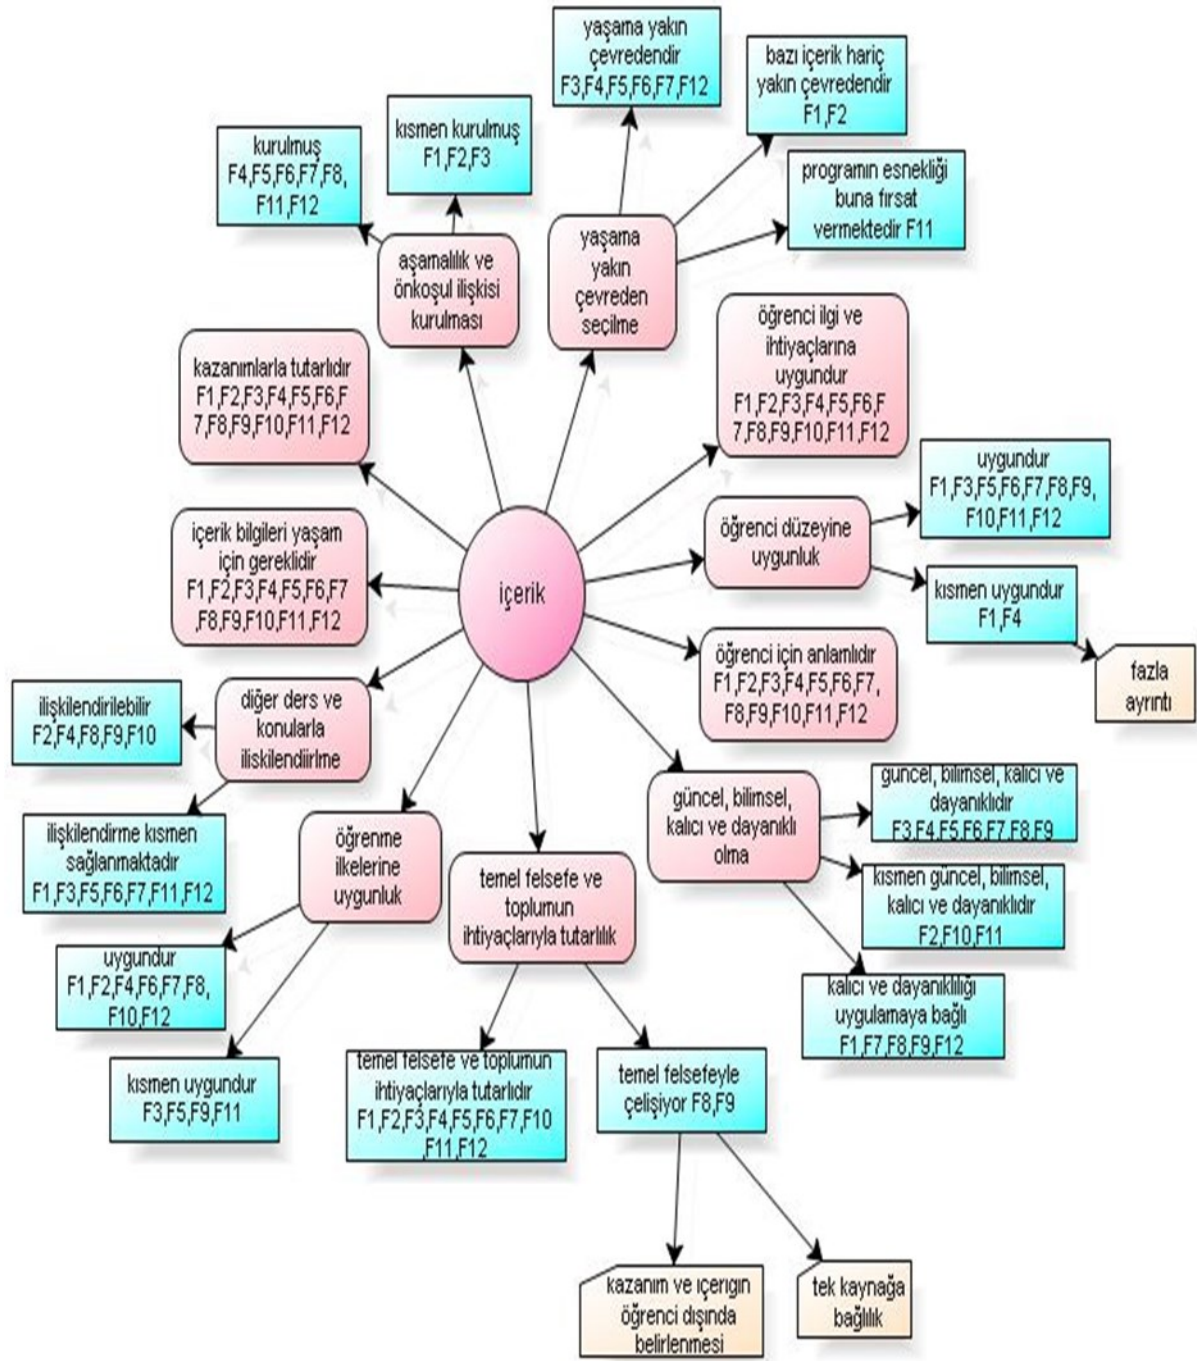 yaşama yakın
çevredendir
F3,F4,F5,F6,F7,F12
bazı içerik hariç
yakın çevredendir
F1,F2
kısmen kurulmuş
F1,F2,F3
kurulmuş
F4,F5,F6,F7,F8,
F11,F12
programın esnekliği
buna fırsat
vermektedir F11
aşamalılık ve
önkoşul ilişkisi
kurulması
yaşama
yakın
çevreden
seçilme
öğrenci ilgi ve
ihtiyaçlarına
uygundur
F1,F2,F3,F4,F5,F6,F
7,F8,F9,F10,F11,F12
kazanımlarla tutarlıdır
F1,F2,F3,F4,F5,F6,F
7,F8,F9,F10,F11,F12
uygundur
F1,F3,F5,F6,F7,F8,F9,
F10,F11,F12
öğrenci düzeyine
uygunluk
içerik bilgileri yaşam
için gereklidir
F1,F2,F3,F4,F5,F6,F7
,F8,F9,F10,F11,F12
içerik
kısmen uygundur
F1,F4
öğrenci için anlamlıdır
F1,F2,F3,F4,F5,F6,F7,
F8,F9,F10,F11,F12
fazla
ayrıntı
diğer ders ve
konularla
iliskilendiirlme
ilişkilendirilebilir
F2,F4,F8,F9,F10
ilişkilendirme kısmen
sağlanmaktadır
F1,F3,F5,F6,F7,F11,F12
öğrenme
ilkelerine
uygunluk
temel felsefe ve
toplumun
ihtiyaçlarıyla tutarlılık
güncel, bilimsel,
kalıcı ve dayanıklı
olma
güncel, bilimsel, kalıcı ve
dayanıklıdır
F3,F4,F5,F6,F7,F8,F9
kısmen güncel, bilimsel,
kalıcı ve dayanıklıdır
F2,F10,F11
kalıcı ve dayanıklılığı
uygulamaya bağlı
F1,F7,F8,F9,F12
uygundur
F1,F2,F4,F6,F7,F8,
F10,F12
kısmen uygundur
F3,F5,F9,F11
temel felsefe ve toplumun
ihtiyaçlarıyla tutarlıdır
F1,F2,F3,F4,F5,F6,F7,F10
,F11,F12
temel felsefeyle
çelişiyor F8,F9
kazanım ve içerigin
öğrenci dışında
belirlenmesi
tek kaynağa
bağlılık